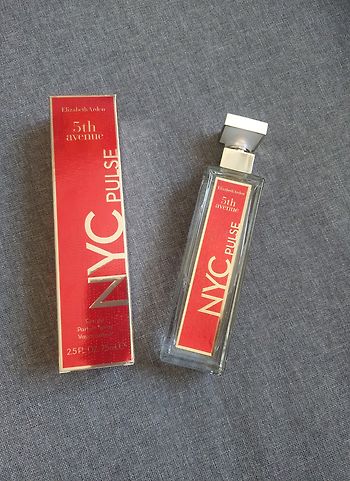 Elizabeth Arden
5th
avenue
NYC
PULSE
2.5 FL.OZ.
Elizabeth Arden
5th
avenue
NYC
PULSE